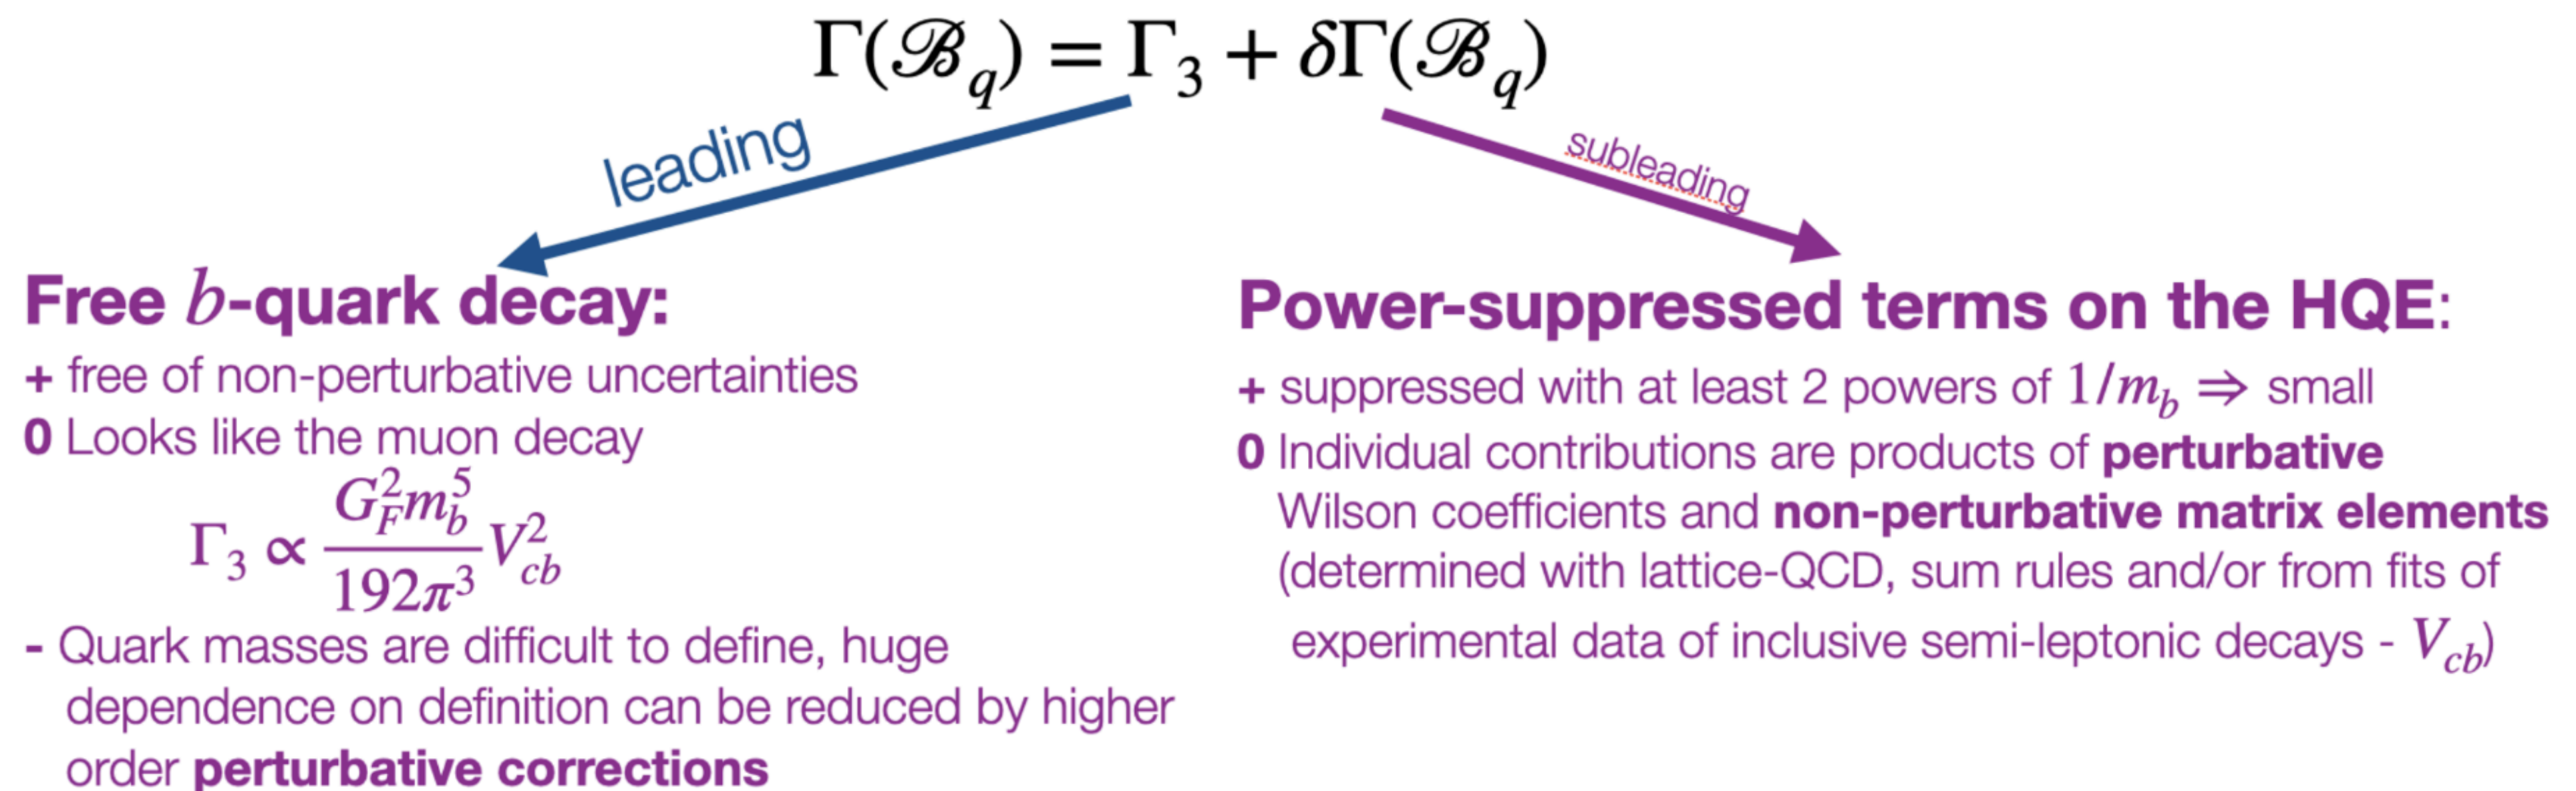 Γ(ℬ_q) = Γ_3 + δΓ(ℬ_q)
leading
subleading
Free b-quark decay:
+ free of non-perturbative uncertainties
0 Looks like the muon decay
Γ_3 ∝ G_F^2 m_b^5 / 192π^3 V_cb^2
- Quark masses are difficult to define, huge
dependence on definition can be reduced by higher
order perturbative corrections
Power-suppressed terms on the HQE:
+ suppressed with at least 2 powers of 1/m_b ⇒ small
0 Individual contributions are products of perturbative
Wilson coefficients and non-perturbative matrix elements
(determined with lattice-QCD, sum rules and/or from fits of
experimental data of inclusive semi-leptonic decays - V_cb)